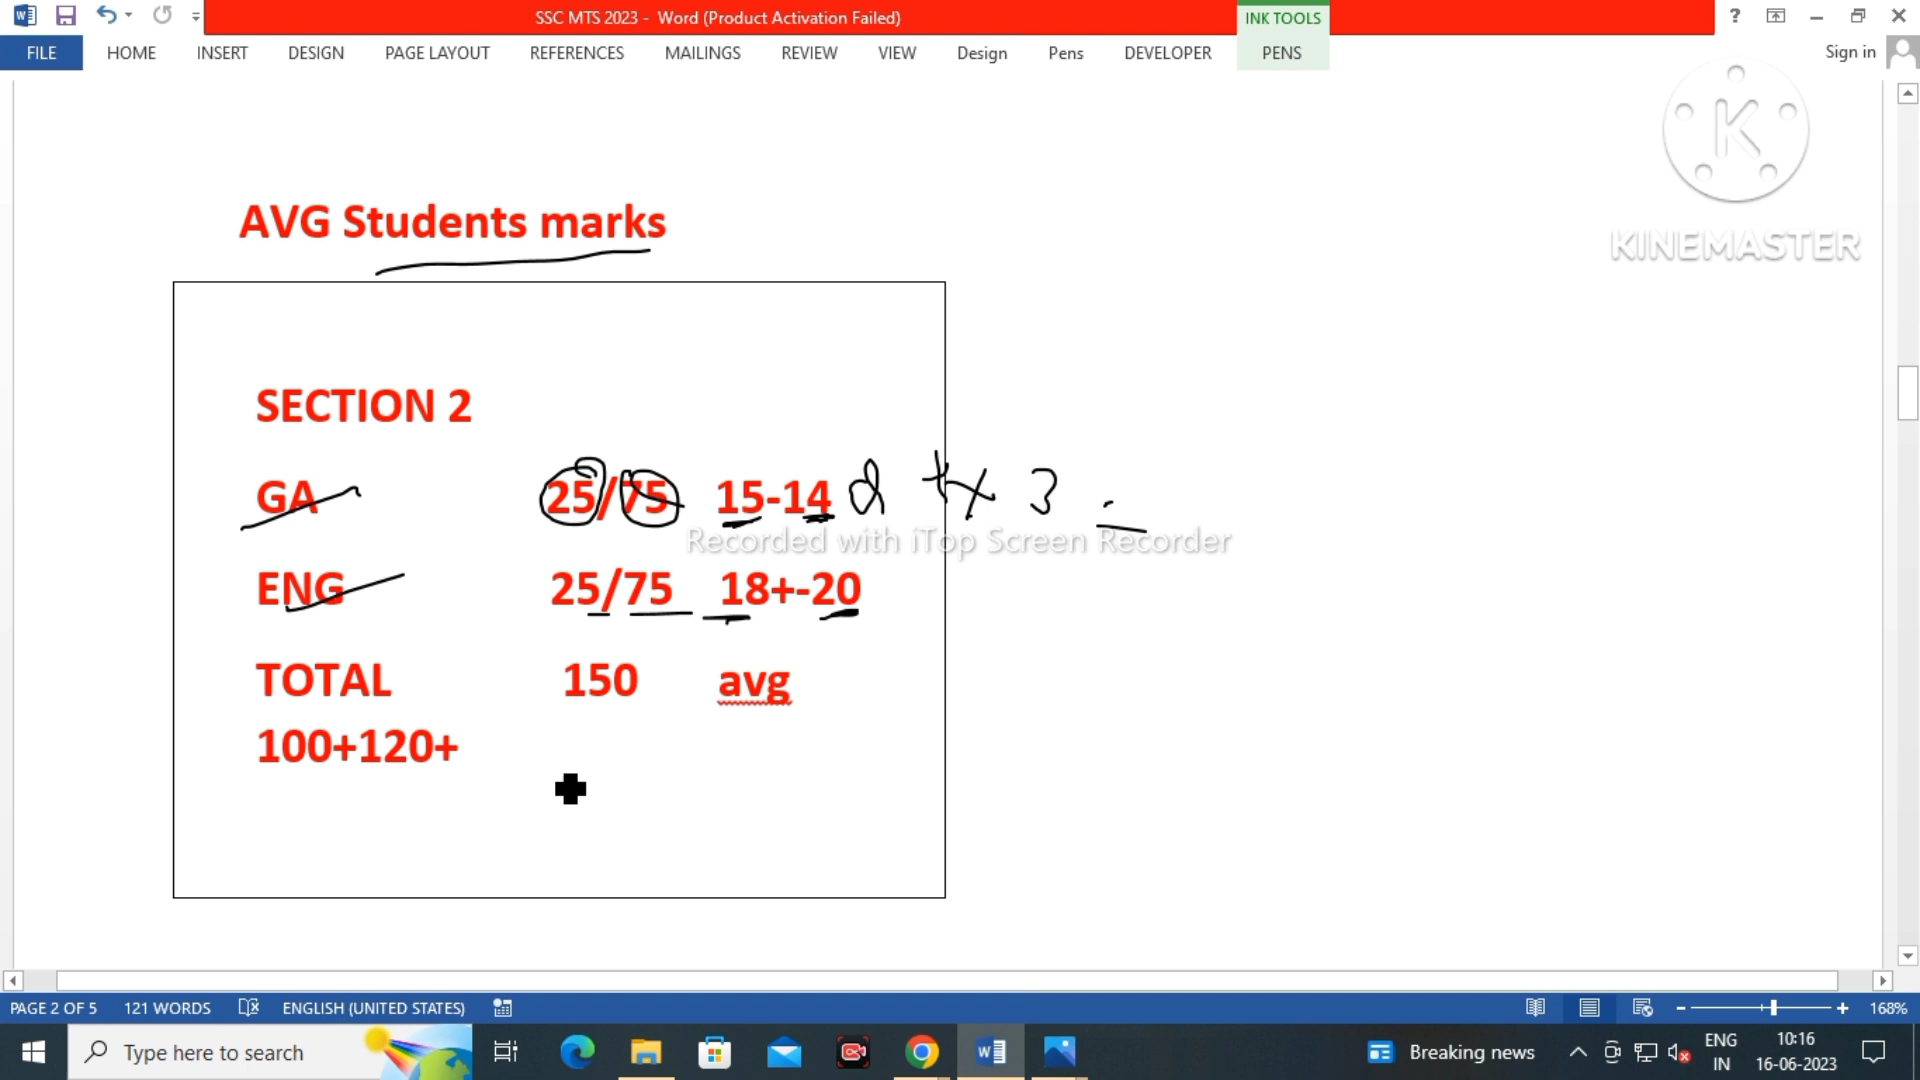 SSC MTS 2023 - Word (Product Activation Failed)
INK TOOLS
FILE HOME INSERT DESIGN PAGE LAYOUT REFERENCES MAILINGS REVIEW VIEW Design Pens DEVELOPER PENS
Sign in
K
KINEMASTER
AVG Students marks
SECTION 2
GA 25/75 15-14 3
Recorded with iTop Screen Recorder
ENG 25/75 18+-20
TOTAL 150 avg
100+120+
PAGE 2 OF 5 121 WORDS ENGLISH (UNITED STATES) 168%
Type here to search
Breaking news
ENG
IN
10:16
16-06-2023